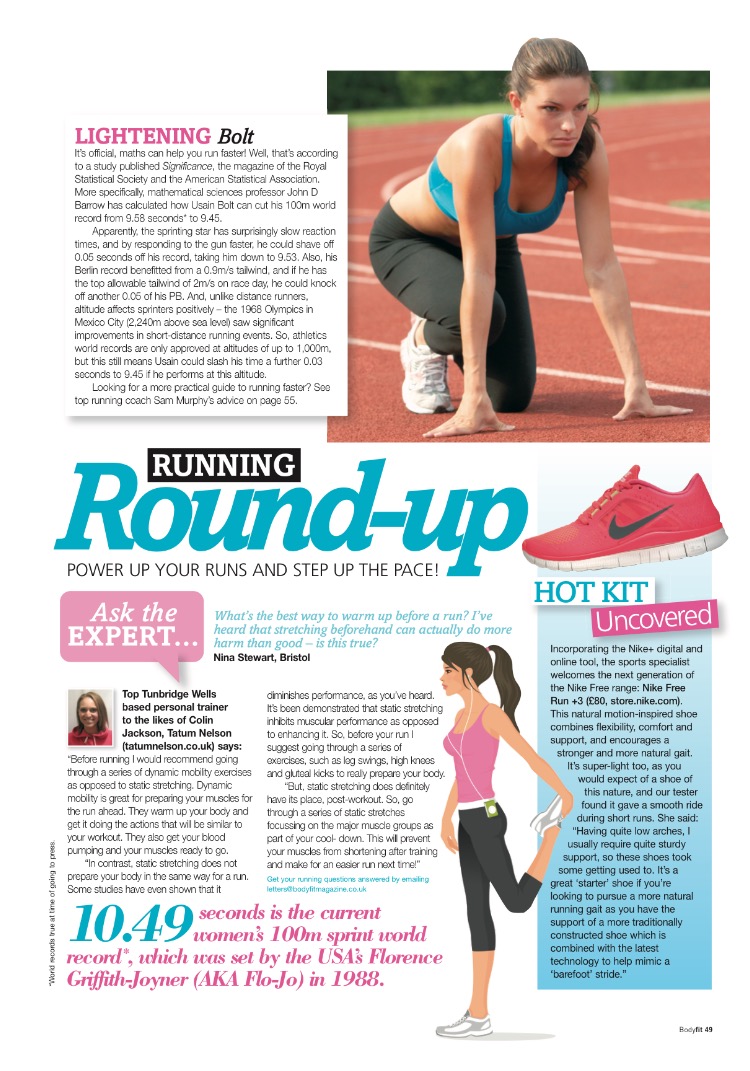 LIGHTENING Bolt
It's official, maths can help you run faster! Well, that's according
to a study published Significance, the magazine of the Royal
Statistical Society and the American Statistical Association.
More specifically, mathematical sciences professor John D
Barrow has calculated how Usain Bolt can cut his 100m world
record from 9.58 seconds* to 9.45.
Apparently, the sprinting star has surprisingly slow reaction
times, and by responding to the gun faster, he could shave off
0.05 seconds off his record, taking him down to 9.53. Also, his
Berlin record benefitted from a 0.9m/s tailwind, and if he has
the top allowable tailwind of 2m/s on race day, he could knock
off another 0.05 of his PB. And, unlike distance runners,
altitude affects sprinters positively – the 1968 Olympics in
Mexico City (2,240m above sea level) saw significant
improvements in short-distance running events. So, athletics
world records are only approved at altitudes of up to 1,000m,
but this still means Usain could slash his time a further 0.03
seconds to 9.45 if he performs at this altitude.
Looking for a more practical guide to running faster? See
top running coach Sam Murphy's advice on page 55.
RUNNING
Round-up
POWER UP YOUR RUNS AND STEP UP THE PACE!
Ask the
EXPERT...
What's the best way to warm up before a run? I've
heard that stretching beforehand can actually do more
harm than good – is this true?
Nina Stewart, Bristol
Top Tunbridge Wells
based personal trainer
to the likes of Colin
Jackson, Tatum Nelson
(tatumnelson.co.uk) says:
"Before running I would recommend going
through a series of dynamic mobility exercises
as opposed to static stretching. Dynamic
mobility is great for preparing your muscles for
the run ahead. They warm up your body and
get it doing the actions that will be similar to
your workout. They also get your blood
pumping and your muscles ready to go.
"In contrast, static stretching does not
prepare your body in the same way for a run.
Some studies have even shown that it
diminishes performance, as you've heard.
It's been demonstrated that static stretching
inhibits muscular performance as opposed
to enhancing it. So, before your run I
suggest going through a series of
exercises, such as leg swings, high knees
and gluteal kicks to really prepare your body.
"But, static stretching does definitely
have its place, post-workout. So, go
through a series of static stretches
focussing on the major muscle groups as
part of your cool- down. This will prevent
your muscles from shortening after training
and make for an easier run next time!"
Get your running questions answered by emailing
letters@bodyfitmagazine.co.uk
10.49 seconds is the current
women's 100m sprint world
record*, which was set by the USA's Florence
Griffith-Joyner (AKA Flo-Jo) in 1988.
*World records true at time of going to press.
HOT KIT
Uncovered
Incorporating the Nike+ digital and
online tool, the sports specialist
welcomes the next generation of
the Nike Free range: Nike Free
Run +3 (£80, store.nike.com).
This natural motion-inspired shoe
combines flexibility, comfort and
support, and encourages a
stronger and more natural gait.
It's super-light too, as you
would expect of a shoe of
this nature, and our tester
found it gave a smooth ride
during short runs. She said:
"Having quite low arches, I
usually require quite sturdy
support, so these shoes took
some getting used to. It's a
great 'starter' shoe if you're
looking to pursue a more natural
running gait as you have the
support of a more traditionally
constructed shoe which is
combined with the latest
technology to help mimic a
'barefoot' stride."
Bodyfit 49